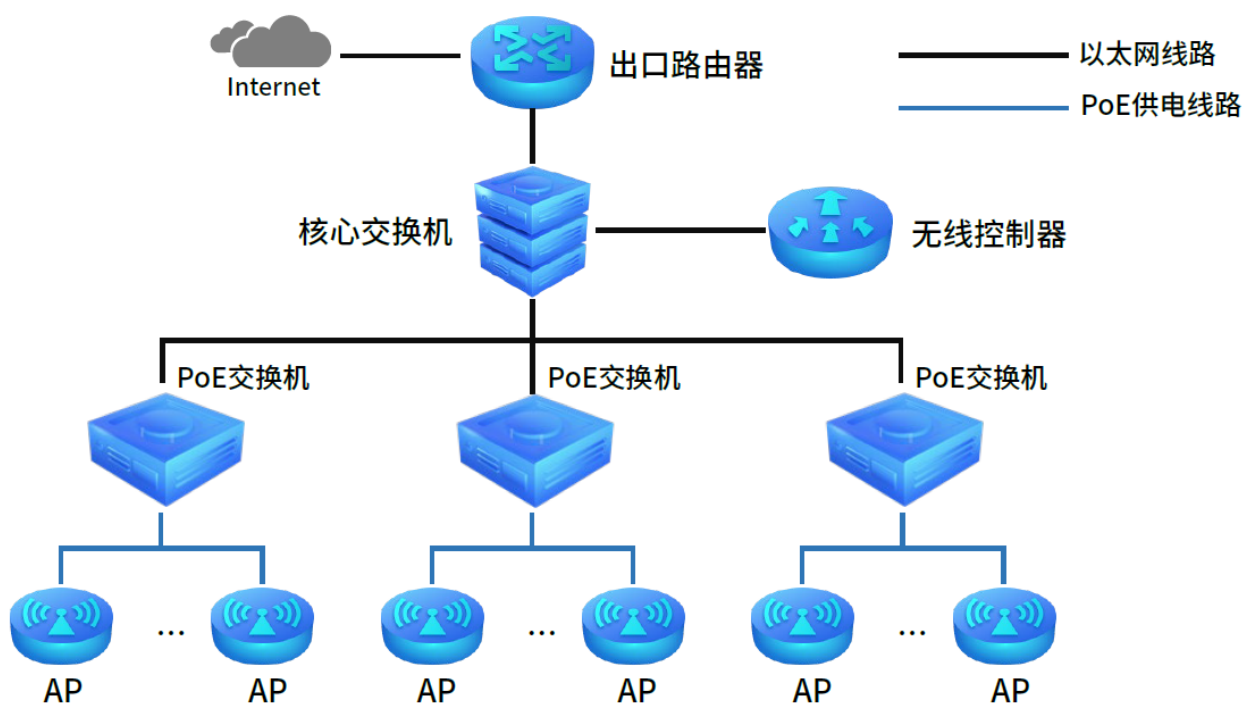 Internet
出口路由器
以太网线路
PoE供电线路
核心交换机
无线控制器
PoE交换机
PoE交换机
PoE交换机
...
...
...
AP
AP
AP
AP
AP
AP